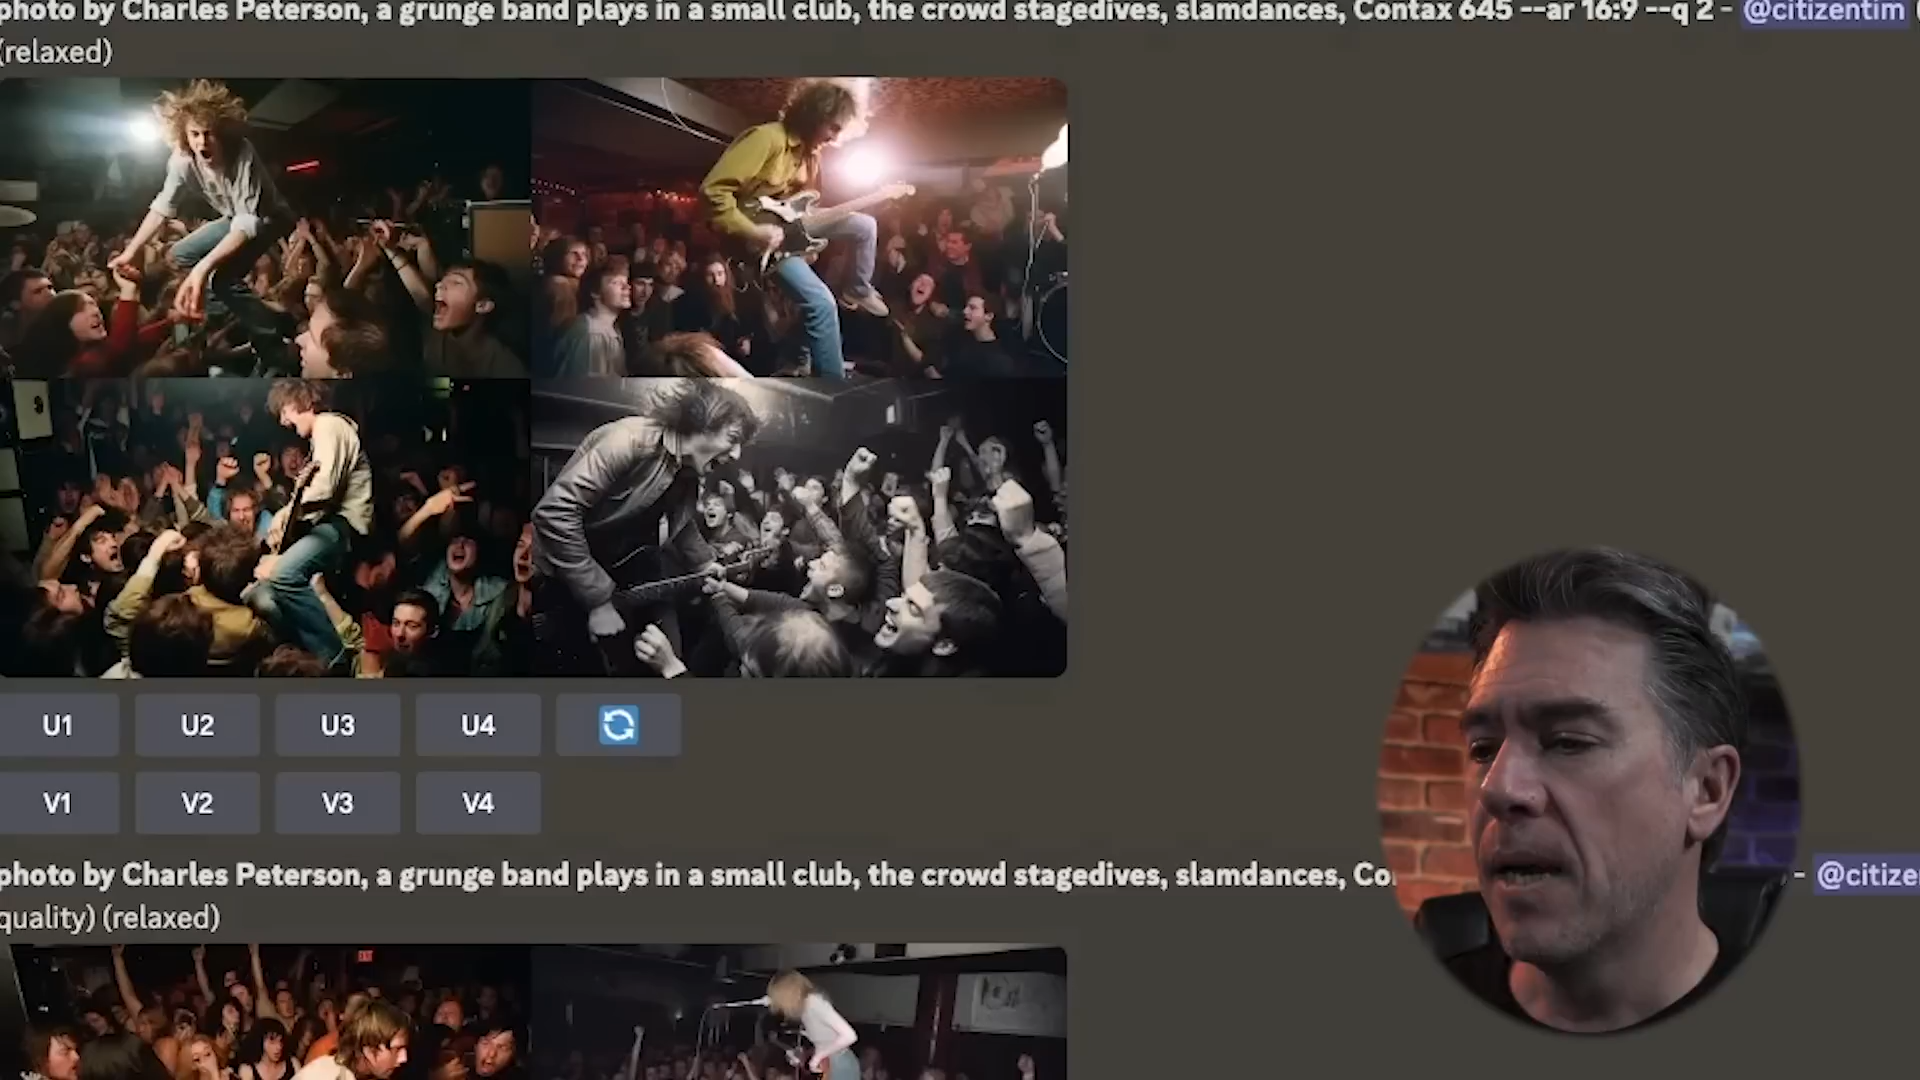 photo by Charles Peterson, a grunge band plays in a small club, the crowd stagedives, slamdances, Contax 645 --ar 16:9 --q 2 - @citizentim
(relaxed)
U1 U2 U3 U4
V1 V2 V3 V4
photo by Charles Peterson, a grunge band plays in a small club, the crowd stagedives, slamdances, Co - @citize
quality) (relaxed)
EXIT